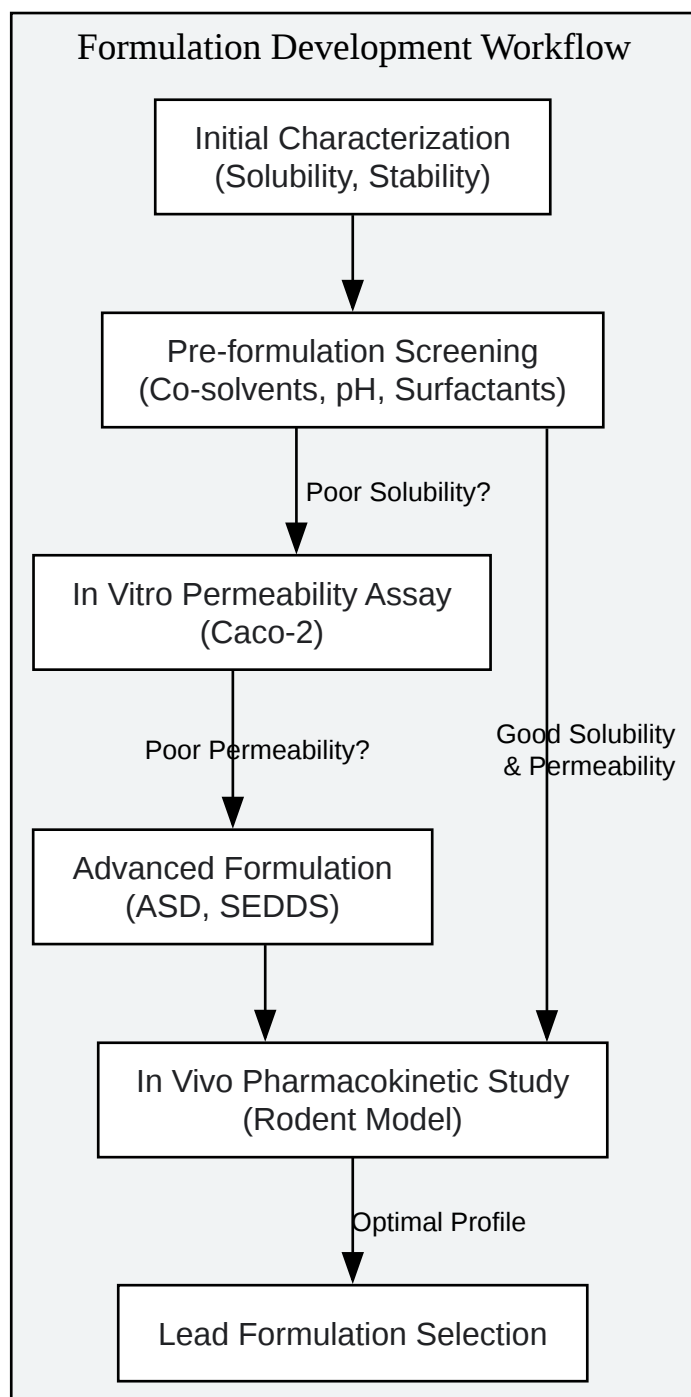 Formulation Development Workflow
Initial Characterization
(Solubility, Stability)
Pre-formulation Screening
(Co-solvents, pH, Surfactants)
Poor Solubility?
In Vitro Permeability Assay
(Caco-2)
Good Solubility
& Permeability
Poor Permeability?
Advanced Formulation
(ASD, SEDDS)
In Vivo Pharmacokinetic Study
(Rodent Model)
Optimal Profile
Lead Formulation Selection